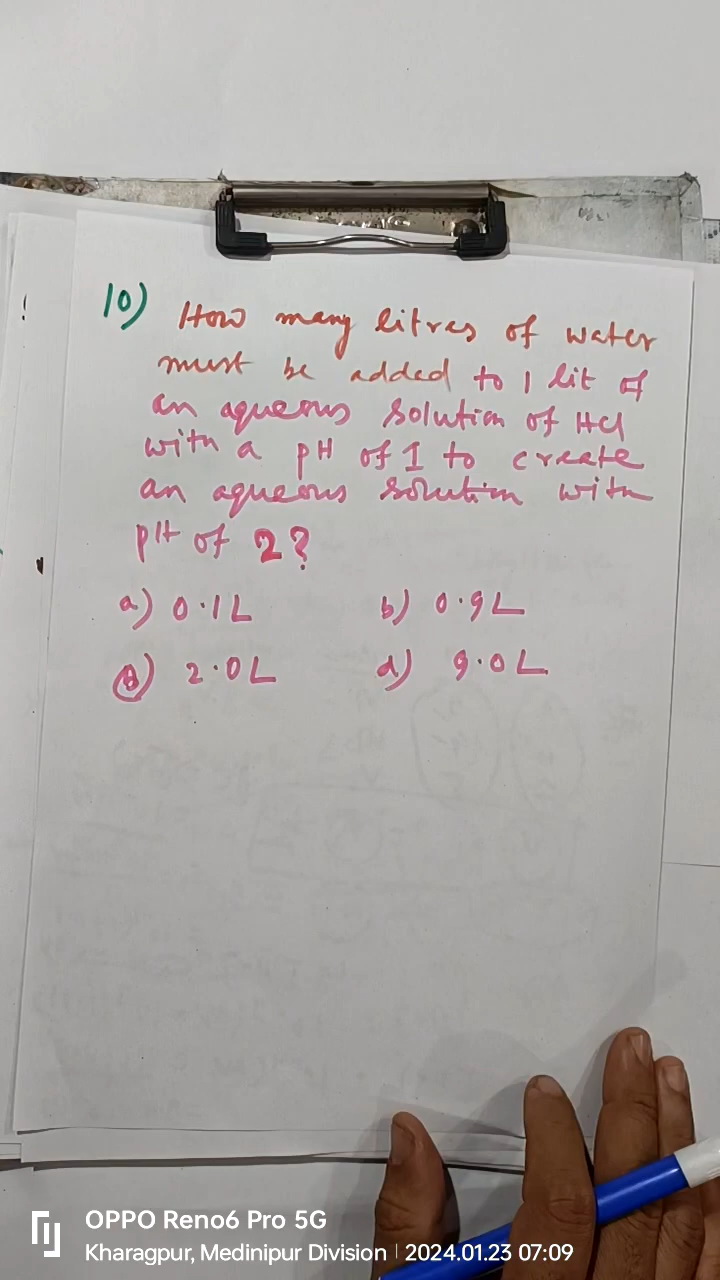 10) How many litres of water
must be added to 1 lit of
an aqueous solution of HCl
with a pH of 1 to create
an aqueous solution with
pH of 2?
a) 0.1L b) 0.9L
2.0L d) 9.0L
OPPO Reno6 Pro 5G
Kharagpur, Medinipur Division | 2024.01.23 07:09